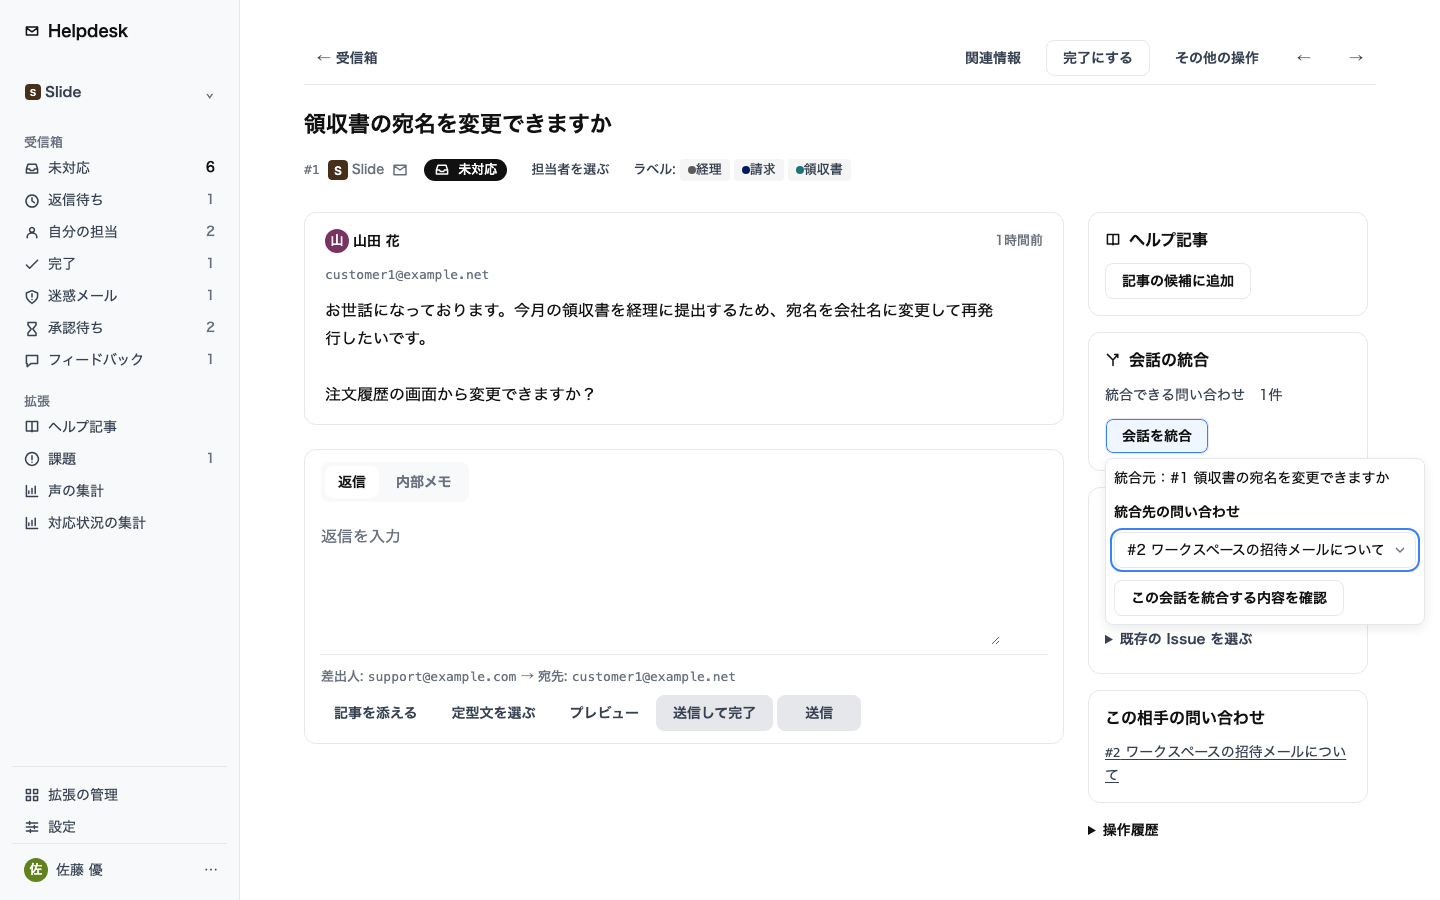 Helpdesk
S Slide
受信箱
未対応 6
返信待ち 1
自分の担当 2
完了 1
迷惑メール 1
承認待ち 2
フィードバック 1
拡張
ヘルプ記事
課題 1
声の集計
対応状況の集計
拡張の管理
設定
佐 佐藤 優 …
← 受信箱
関連情報 完了にする その他の操作 ← →
領収書の宛名を変更できますか
#1 S Slide 未対応 担当者を選ぶ ラベル: 経理 請求 領収書
山 山田 花 1時間前
customer1@example.net
お世話になっております。今月の領収書を経理に提出するため、宛名を会社名に変更して再発
行したいです。
注文履歴の画面から変更できますか？
返信 内部メモ
返信を入力
差出人: support@example.com → 宛先: customer1@example.net
記事を添える 定型文を選ぶ プレビュー 送信して完了 送信
ヘルプ記事
記事の候補に追加
会話の統合
統合できる問い合わせ 1件
会話を統合
統合元：#1 領収書の宛名を変更できますか
統合先の問い合わせ
#2 ワークスペースの招待メールについて
この会話を統合する内容を確認
▶ 既存の Issue を選ぶ
この相手の問い合わせ
#2 ワークスペースの招待メールについ
て
▶ 操作履歴